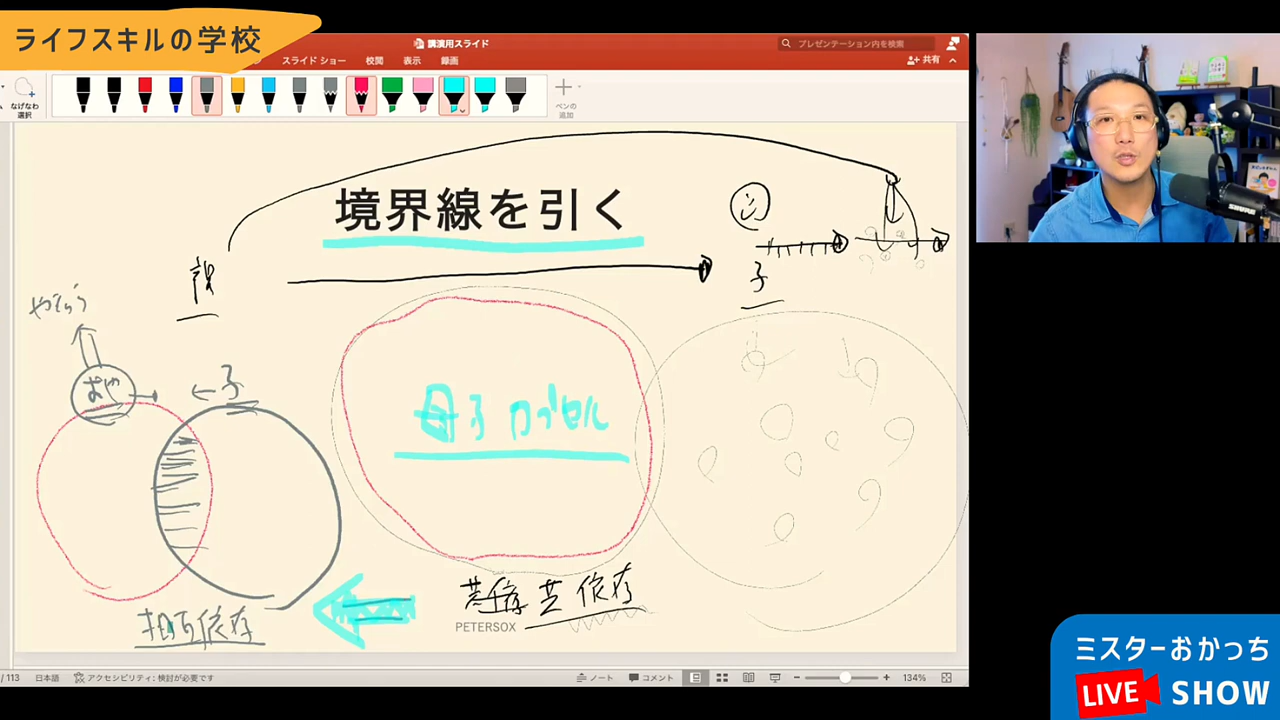 ライフスキルの学校
講演用スライド
プレゼンテーション内を検索
スライド ショー
校閲
表示
録画
共有
なげなわ
選択
ペンの
追加
境界線を引く
親
子
やでらう
おや
子
母子カプセル
相互依存
共依存
PETERSOX
/ 113
日本語
アクセシビリティ: 検討が必要です
ノート
コメント
134%
SHURE
ミスターおかっち
LIVE SHOW